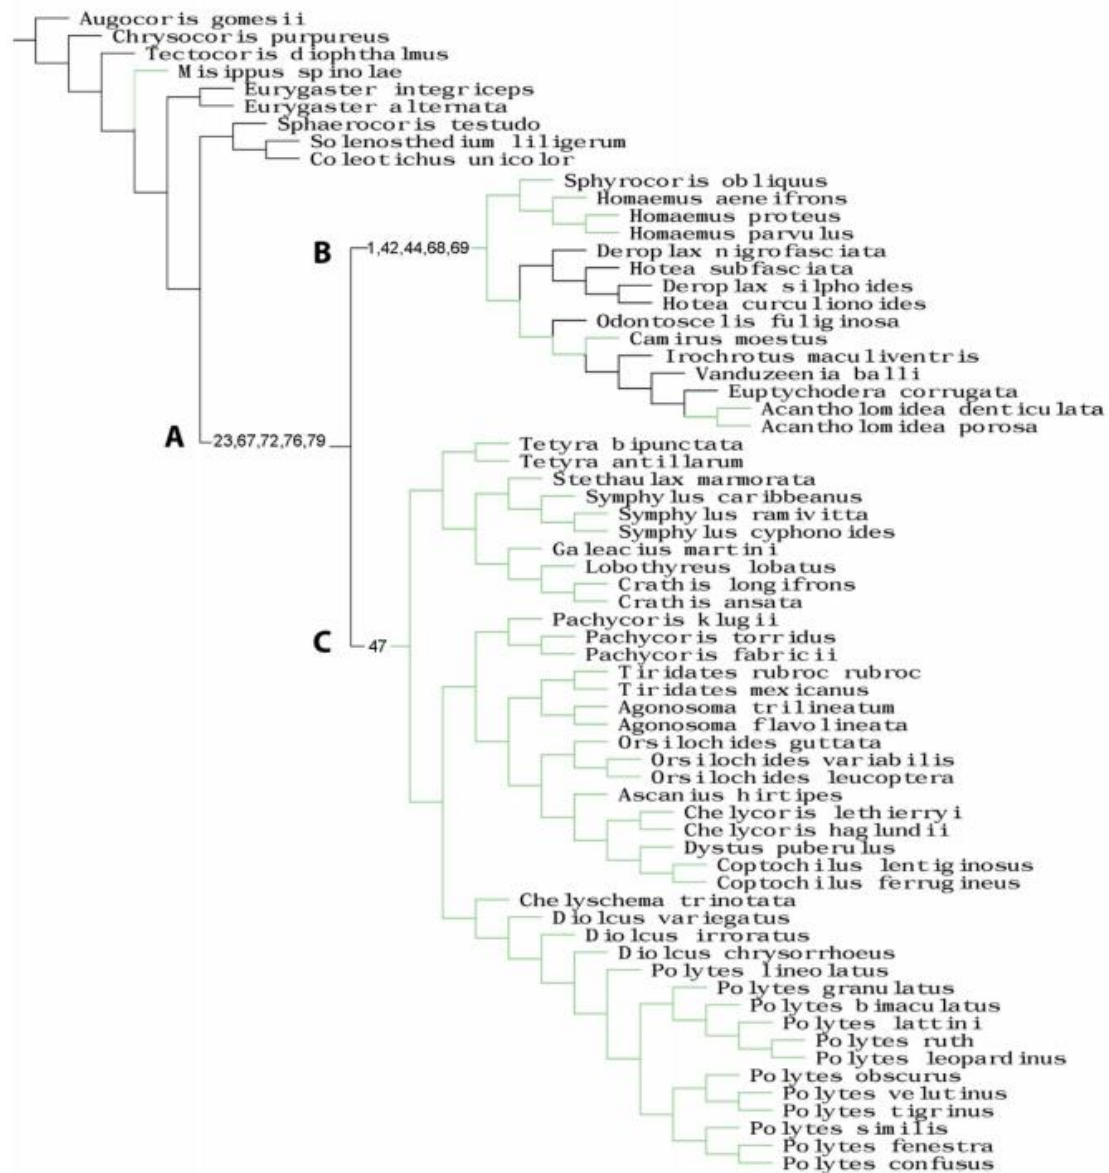 Augocoris gomesii
Chrysocoris purpureus
Tectocoris diophthalmus
Misippus spinolae
Eurygaster integriceps
Eurygaster alternata
Sphaerocoris testudo
Solenosthedium liligerum
Coleotichus unicolor
Sphyrocoris obliquus
Homaemus aeneifrons
Homaemus proteus
Homaemus parvulus
B 1,42,44,68,69
Deroplax nigrofasciata
Hotea subfasciata
Deroplax silphoides
Hotea curculionoides
Odontoscelis fuliginosa
Camirus moestus
Irochrotus maculiventris
Vanduzeenia balli
Euptychodera corrugata
Acantholomidea denticulata
Acantholomidea porosa
A 23,67,72,76,79
Tetyra bipunctata
Tetyra antillarum
Stethaulax marmorata
Symphylus caribbeanus
Symphylus ramivitta
Symphylus cyphonoides
Galeacius martini
Lobothyreus lobatus
Crathis longifrons
Crathis ansata
Pachycoris klugii
Pachycoris torridus
C 47
Pachycoris fabricii
Tiridates rubroc rubroc
Tiridates mexicanus
Agonosoma trilineatum
Agonosoma flavolineata
Orsilochides guttata
Orsilochides variabilis
Orsilochides leucoptera
Ascanius hirtipes
Chelycoris lethierryi
Chelycoris haglundii
Dystus puberulus
Coptochilus lentiginosus
Coptochilus ferrugineus
Chelyschema trinotata
Diolcus variegatus
Diolcus irroratus
Diolcus chrysorrhoeus
Polytes lineolatus
Polytes granulatus
Polytes bimaculatus
Polytes lattini
Polytes ruth
Polytes leopardinus
Polytes obscurus
Polytes velutinus
Polytes tigrinus
Polytes similis
Polytes fenestra
Polytes confusus